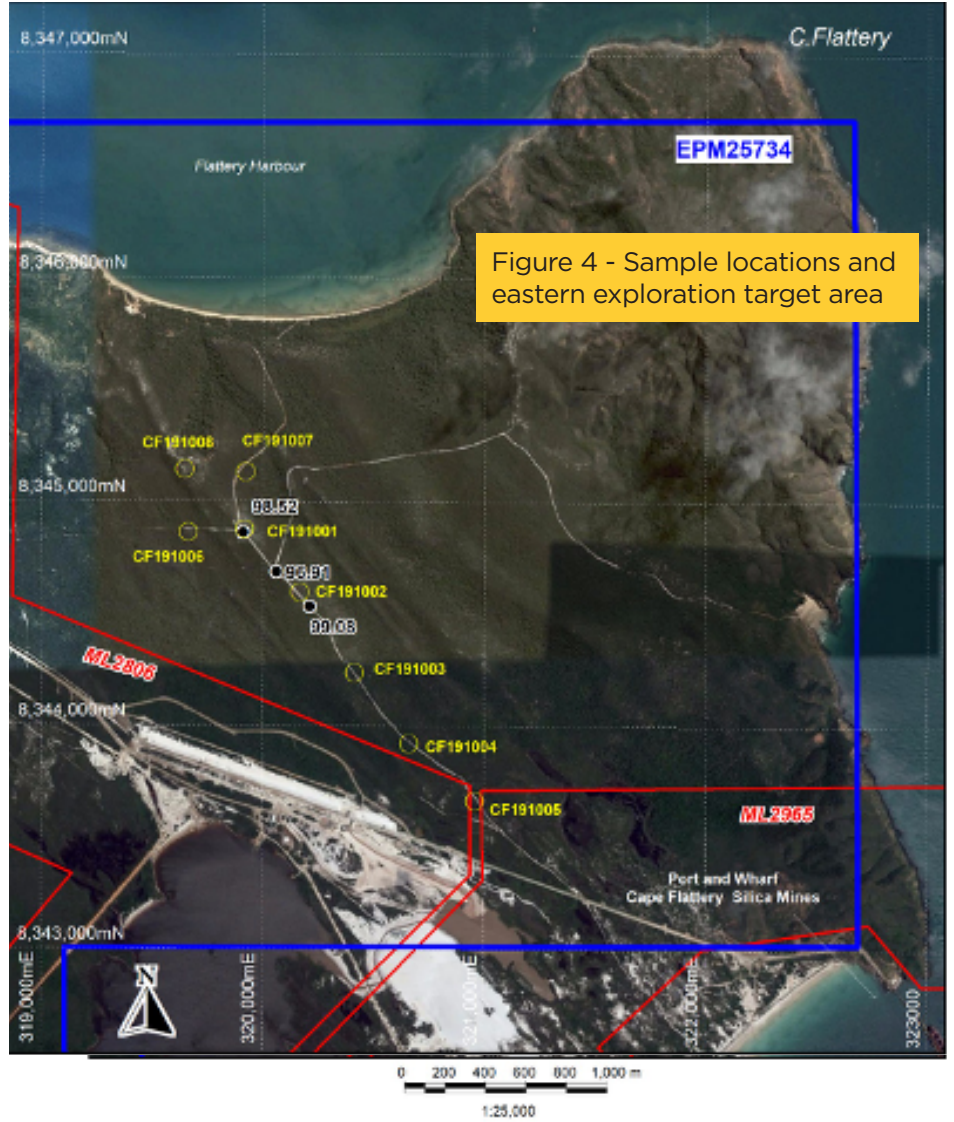 8,347,000mN
C.Flattery
EPM25734
Flattery Harbour
8,346,000mN
Figure 4 - Sample locations and
eastern exploration target area
CF191008
CF191007
8,345,000mN
98.52
CF191001
CF191006
95.91
CF191002
99.08
ML2806
CF191003
8,344,000mN
CF191004
CF191005
ML2965
Port and Wharf
Cape Flattery Silica Mines
8,343,000mN
319,000mE
320,000mE
321,000mE
322,000mE
323000
N
0 200 400 600 800 1,000 m
1:25,000